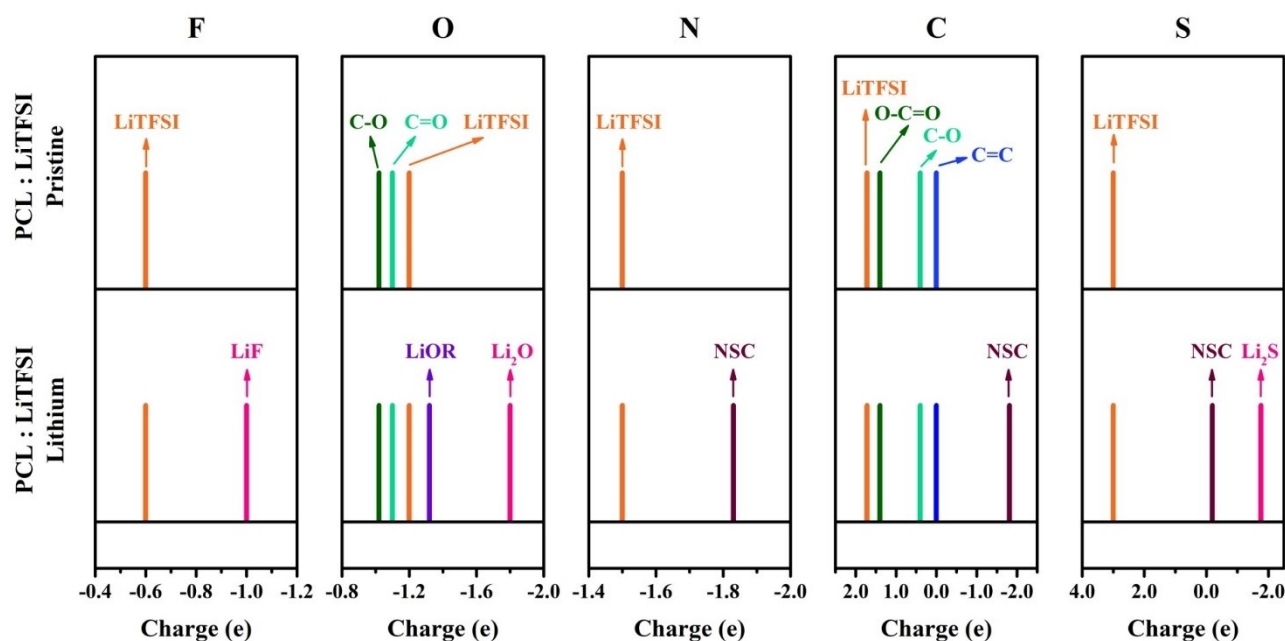 F O N C S
PCL : LiTFSI
Pristine
LiTFSI
C-O C=O LiTFSI
LiTFSI
LiTFSI
O-C=O
C-O
C=C
LiTFSI
PCL : LiTFSI
Lithium
LiF
LiOR Li₂O
NSC
NSC
NSC Li₂S
-0.4 -0.6 -0.8 -1.0 -1.2
-0.8 -1.2 -1.6 -2.0
-1.4 -1.6 -1.8 -2.0
2.0 1.0 0.0 -1.0 -2.0
4.0 2.0 0.0 -2.0
Charge (e) Charge (e) Charge (e) Charge (e) Charge (e)